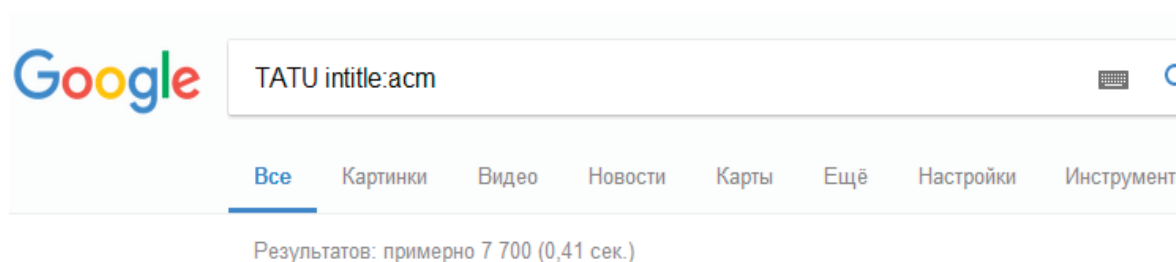 Google TATU intitle:acm
Все Картинки Видео Новости Карты Ещё Настройки Инструмент
Результатов: примерно 7 700 (0,41 сек.)